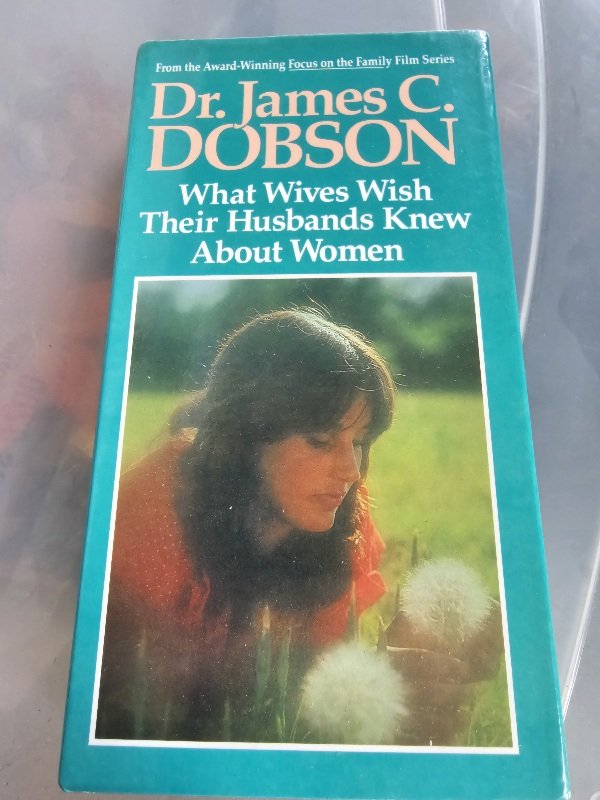 From the Award-Winning Focus on the Family Film Series
Dr. James C.
DOBSON
What Wives Wish
Their Husbands Knew
About Women